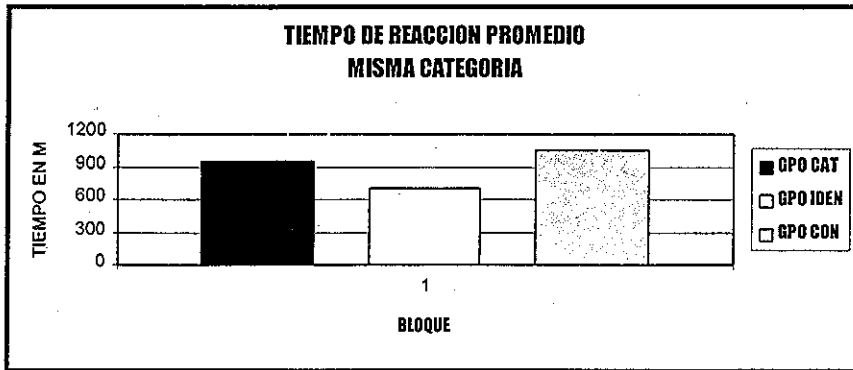 TIEMPO DE REACCION PROMEDIO
MISMA CATEGORIA
TIEMPO EN M
1200
900
600
300
0
1
BLOQUE
GPO CAT
GPO IDEN
GPO CON